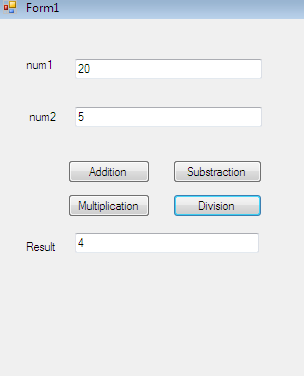 Form1
num1 20
num2 5
Addition Substraction
Multiplication Division
Result 4